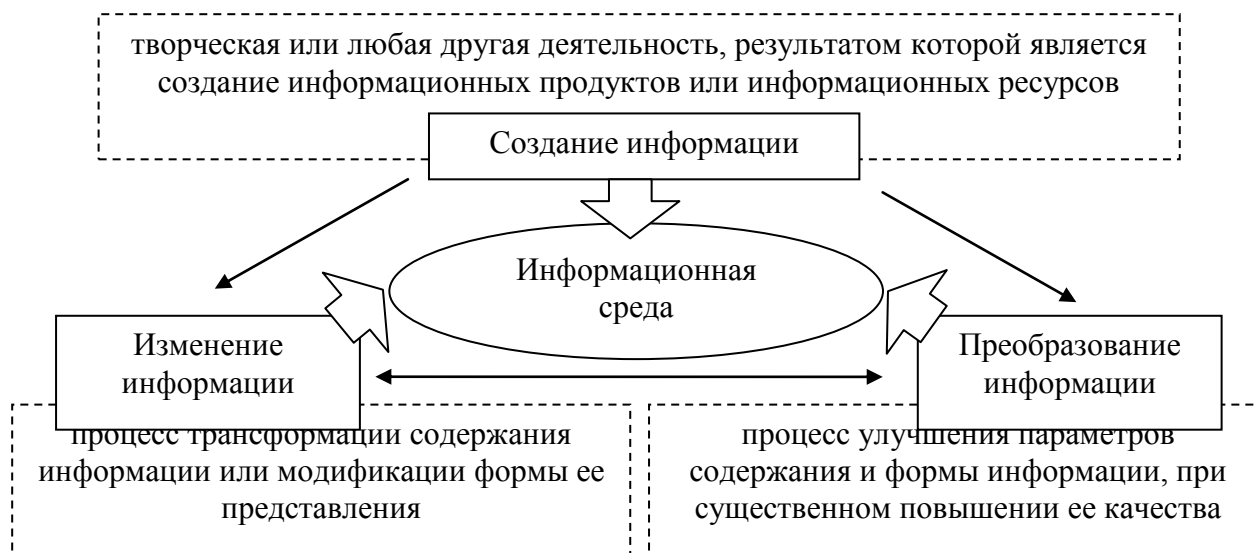 творческая или любая другая деятельность, результатом которой является
создание информационных продуктов или информационных ресурсов
Создание информации
Информационная
среда
Изменение
информации
Преобразование
информации
процесс трансформации содержания
информации или модификации формы ее
представления
процесс улучшения параметров
содержания и формы информации, при
существенном повышении ее качества